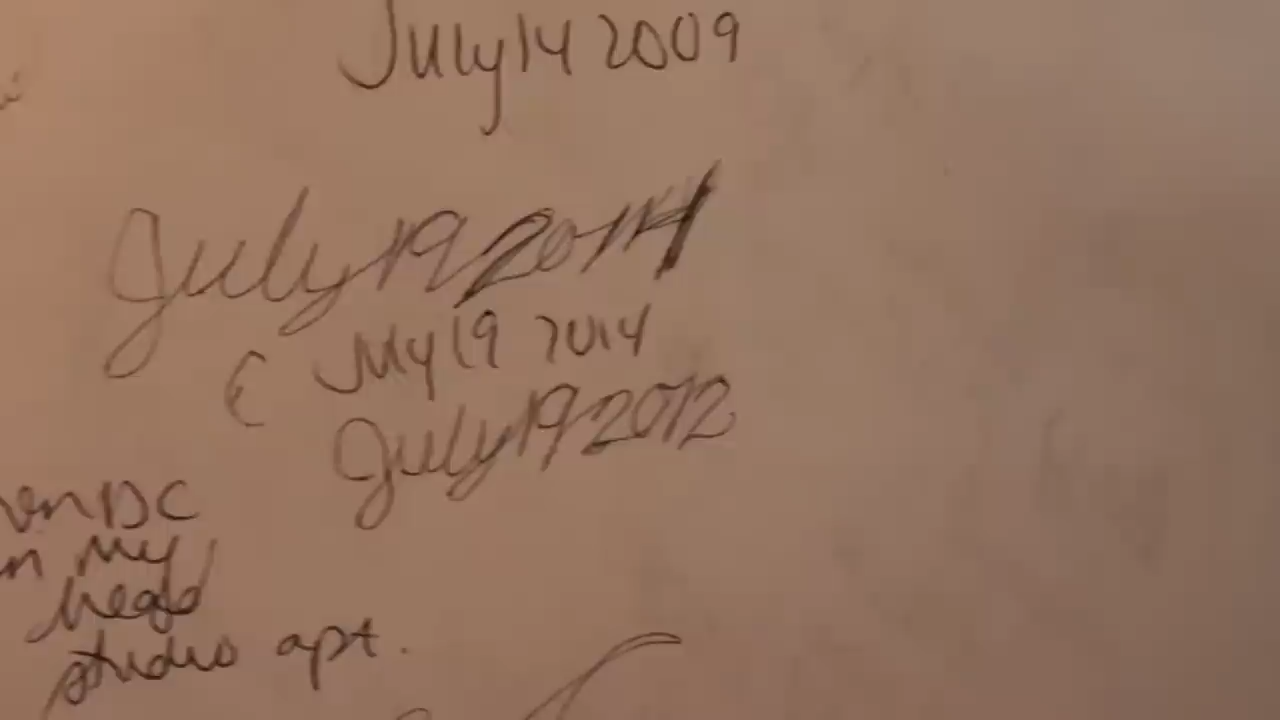 July 14 2009
July 19 2014
July 19 2014
July 19 2012
DC
my
head
studio apt.